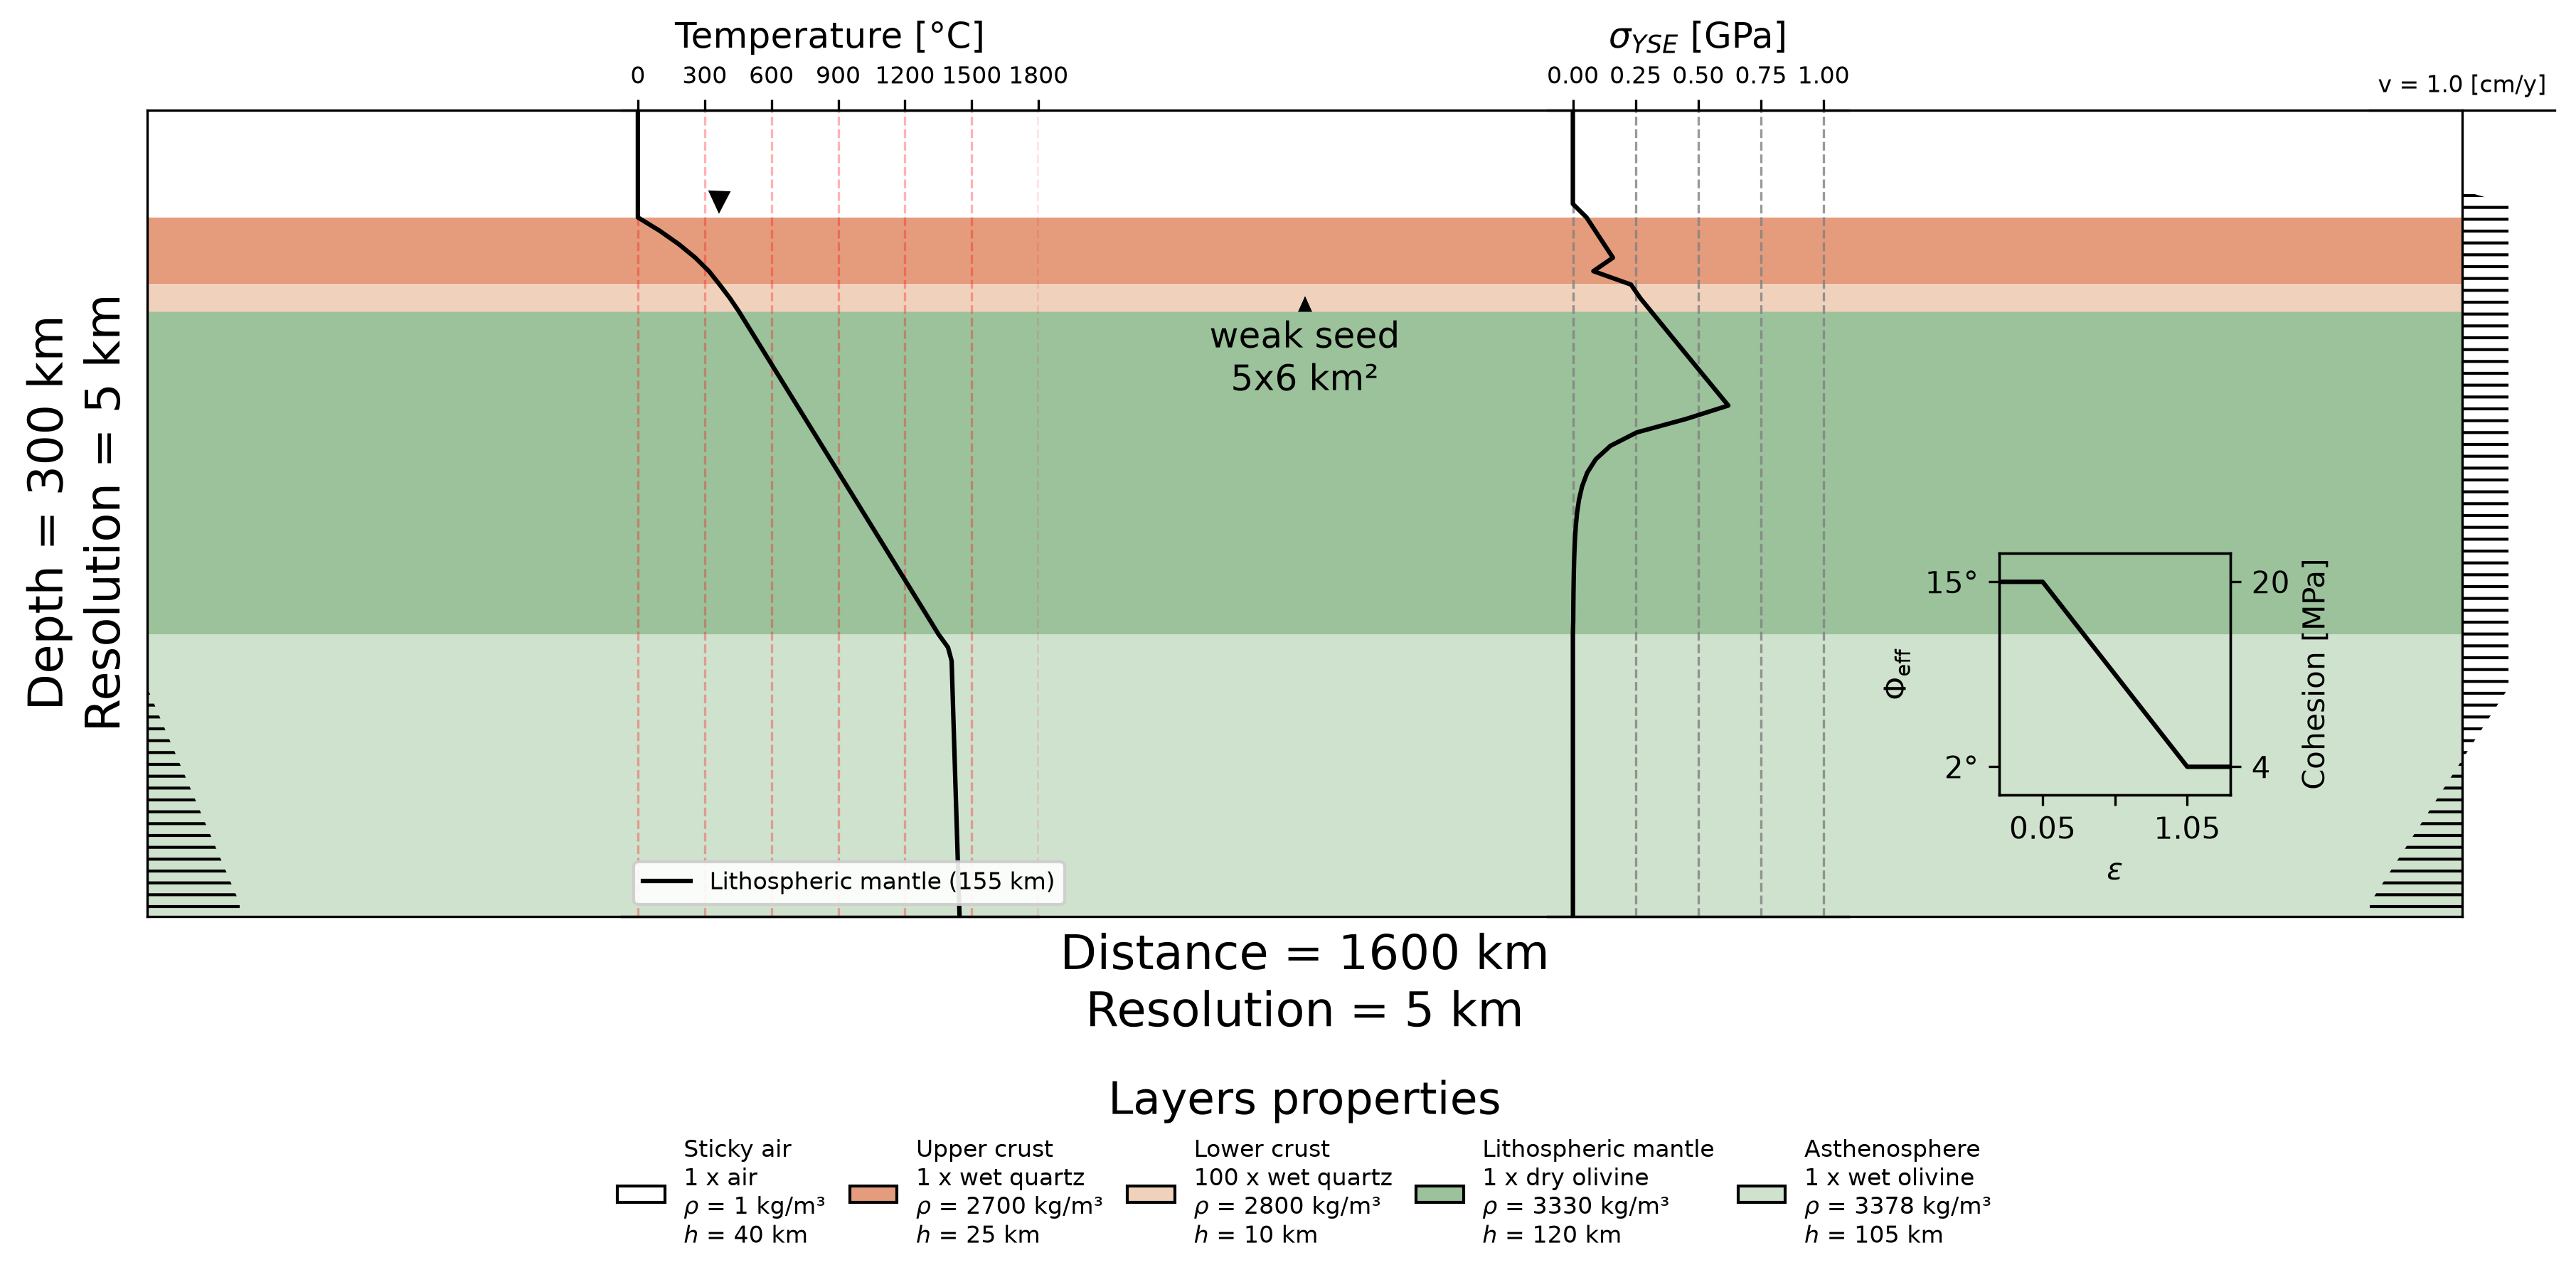 Temperature [°C]
0 300 600 900 1200 1500 1800
σYSE [GPa]
0.00 0.25 0.50 0.75 1.00
v = 1.0 [cm/y]
Depth = 300 km
Resolution = 5 km
weak seed
5x6 km²
15°
2°
Φeff
20
4
Cohesion [MPa]
0.05 1.05
ε
Lithospheric mantle (155 km)
Distance = 1600 km
Resolution = 5 km
Layers properties
Sticky air
1 x air
ρ = 1 kg/m³
h = 40 km
Upper crust
1 x wet quartz
ρ = 2700 kg/m³
h = 25 km
Lower crust
100 x wet quartz
ρ = 2800 kg/m³
h = 10 km
Lithospheric mantle
1 x dry olivine
ρ = 3330 kg/m³
h = 120 km
Asthenosphere
1 x wet olivine
ρ = 3378 kg/m³
h = 105 km